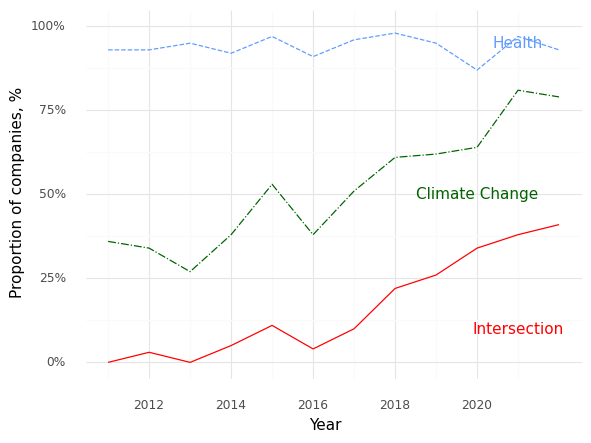 100%
Health
75%
Climate Change
50%
25%
Intersection
0%
Proportion of companies, %
2012 2014 2016 2018 2020
Year